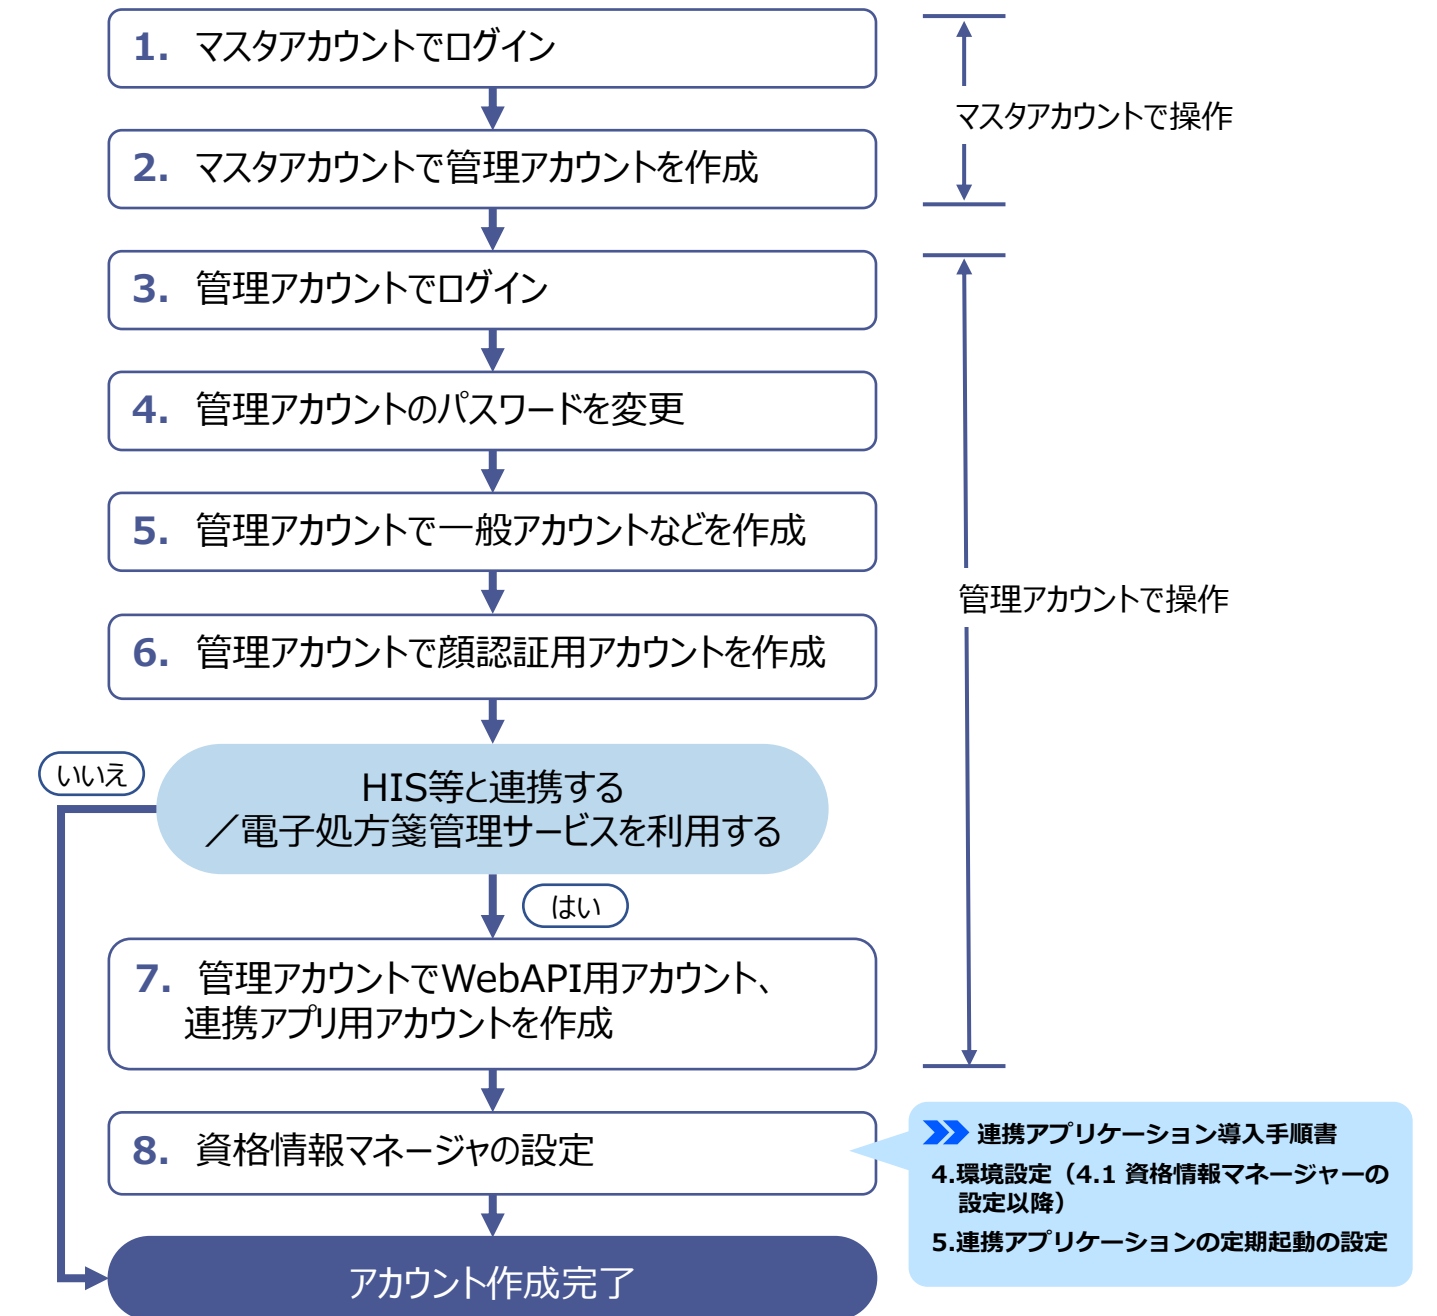 1. マスタアカウントでログイン
マスタアカウントで操作
2. マスタアカウントで管理アカウントを作成
3. 管理アカウントでログイン
4. 管理アカウントのパスワードを変更
5. 管理アカウントで一般アカウントなどを作成
管理アカウントで操作
6. 管理アカウントで顔認証用アカウントを作成
いいえ
HIS等と連携する
／電子処方箋管理サービスを利用する
はい
7. 管理アカウントでWebAPI用アカウント、
連携アプリ用アカウントを作成
8. 資格情報マネージャの設定
連携アプリケーション導入手順書
4.環境設定（4.1 資格情報マネージャーの
設定以降）
5.連携アプリケーションの定期起動の設定
アカウント作成完了